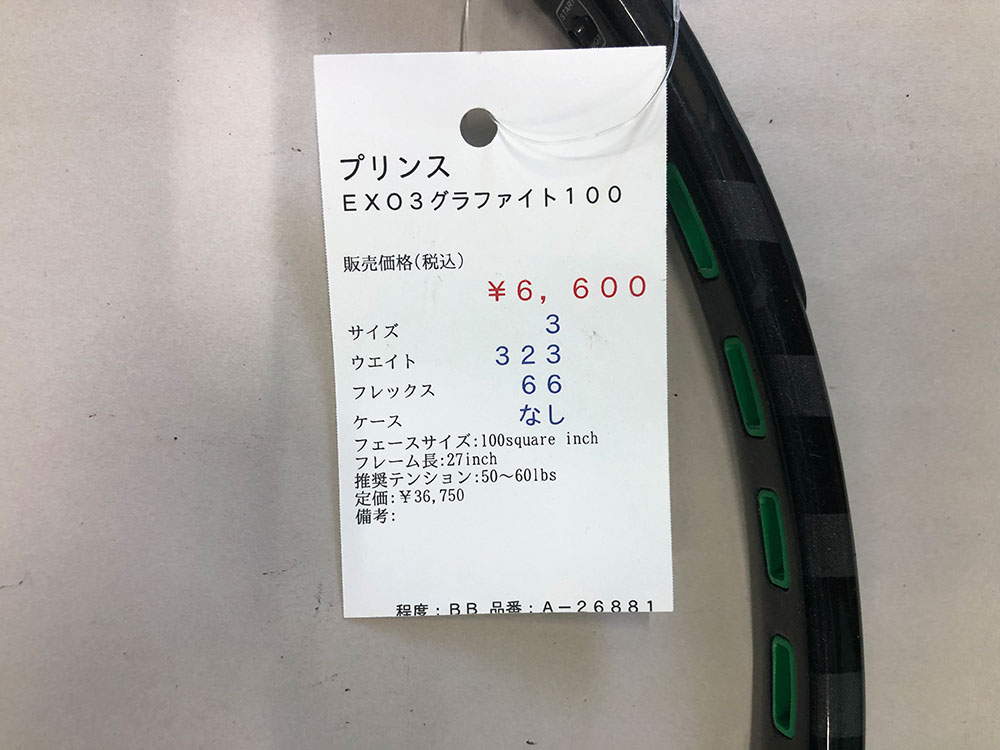 START
プリンス
ＥＸＯ３グラファイト１００
販売価格(税込)
￥６，６００
サイズ ３
ウエイト ３２３
フレックス ６６
ケース なし
フェースサイズ:100square inch
フレーム長:27inch
推奨テンション:50～60lbs
定価:￥36,750
備考:
程度：ＢＢ 品番：Ａ－２６８８１